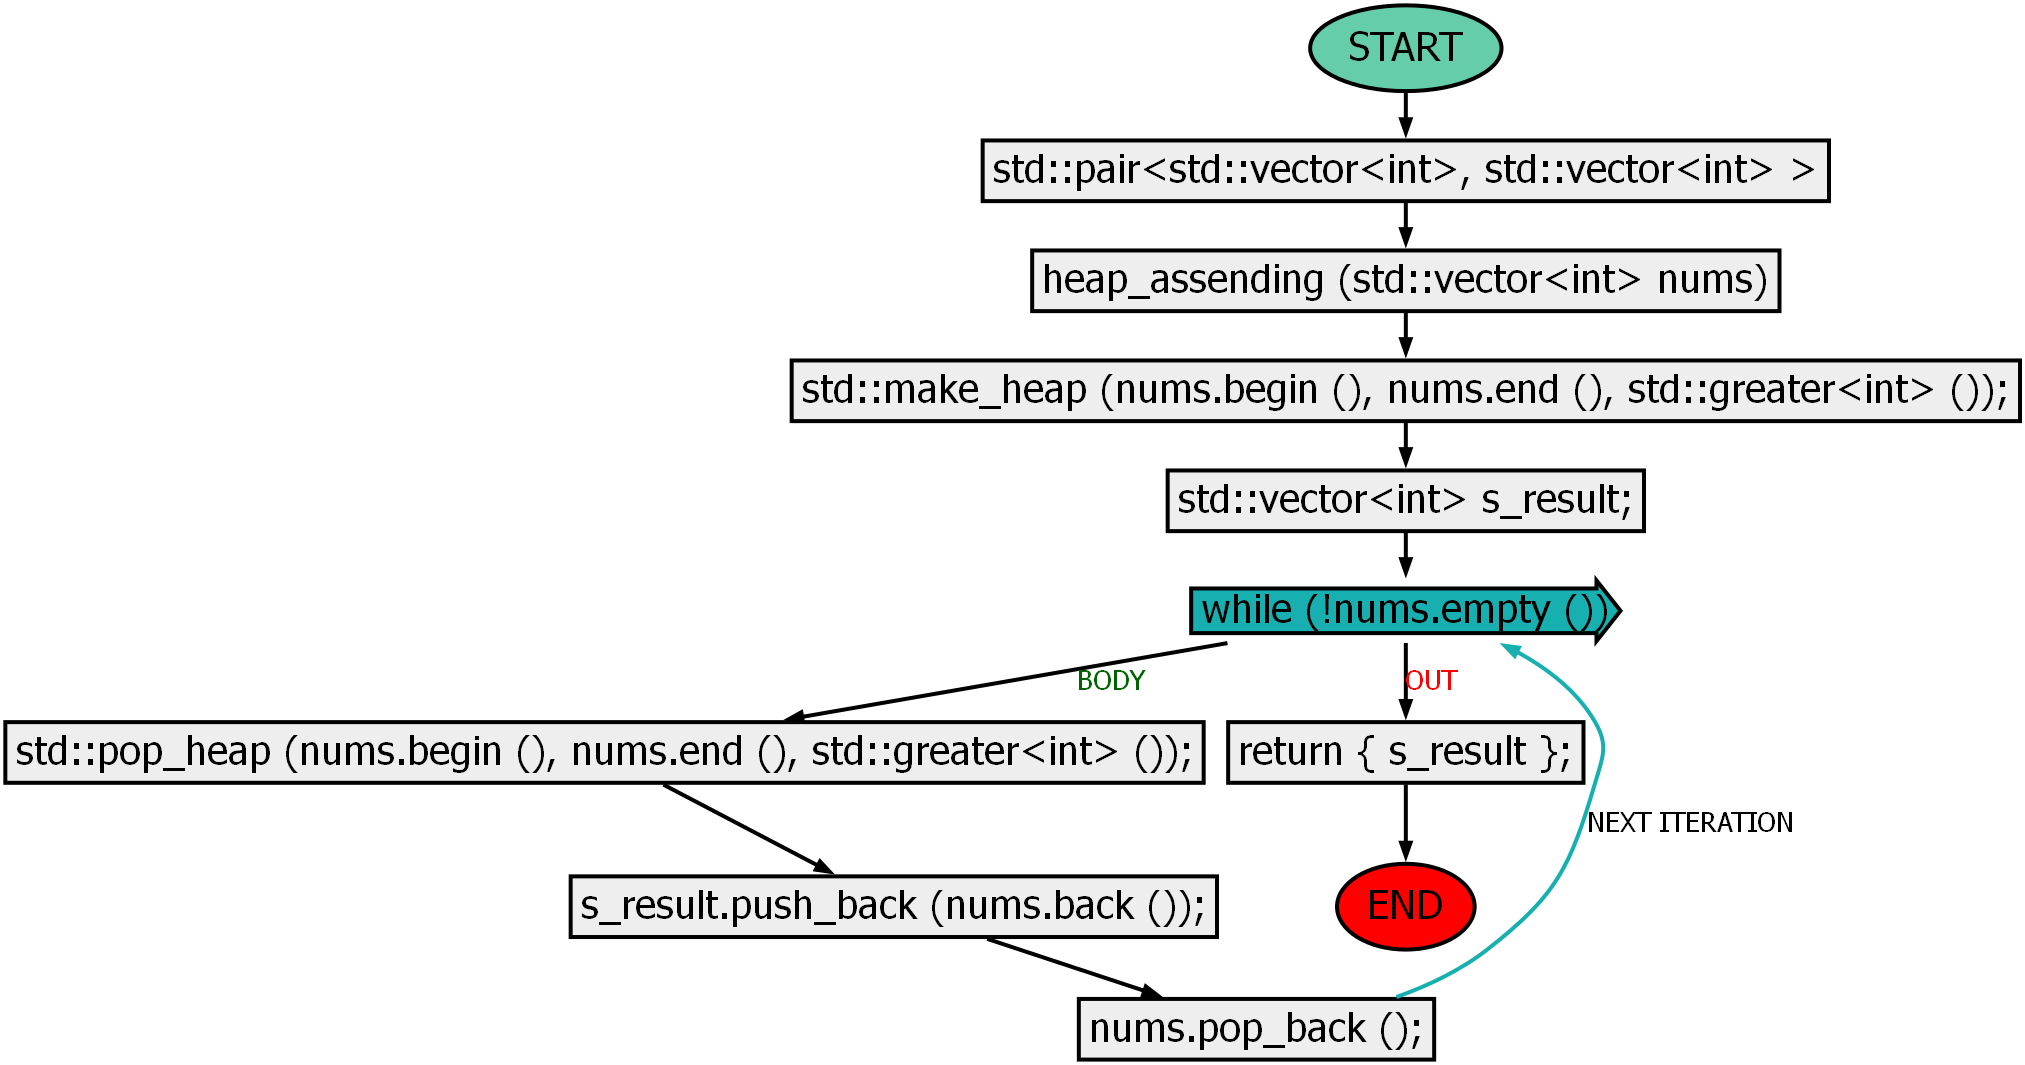 START
std::pair<std::vector<int>, std::vector<int> >
heap_assending (std::vector<int> nums)
std::make_heap (nums.begin (), nums.end (), std::greater<int> ());
std::vector<int> s_result;
while (!nums.empty ())
BODY
OUT
std::pop_heap (nums.begin (), nums.end (), std::greater<int> ());
return { s_result };
NEXT ITERATION
s_result.push_back (nums.back ());
END
nums.pop_back ();